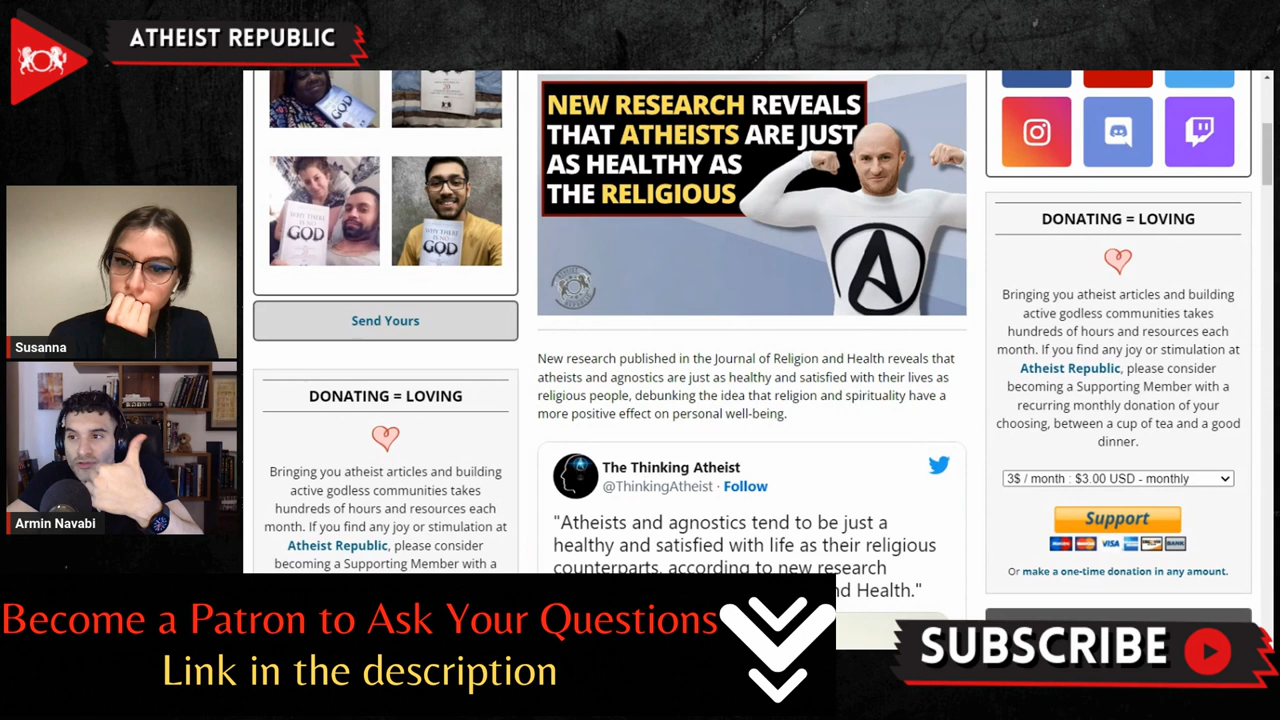 ATHEIST REPUBLIC
NEW RESEARCH REVEALS
THAT ATHEISTS ARE JUST
AS HEALTHY AS
THE RELIGIOUS
GOD
WHY THERE
IS NO
GOD
GOD
Send Yours
DONATING = LOVING
Bringing you atheist articles and building
active godless communities takes
hundreds of hours and resources each
month. If you find any joy or stimulation at
Atheist Republic, please consider
becoming a Supporting Member with a
New research published in the Journal of Religion and Health reveals that
atheists and agnostics are just as healthy and satisfied with their lives as
religious people, debunking the idea that religion and spirituality have a
more positive effect on personal well-being.
The Thinking Atheist
@ThinkingAtheist · Follow
"Atheists and agnostics tend to be just a
healthy and satisfied with life as their religious
counterparts, according to new research
nd Health."
DONATING = LOVING
Bringing you atheist articles and building
active godless communities takes
hundreds of hours and resources each
month. If you find any joy or stimulation at
Atheist Republic, please consider
becoming a Supporting Member with a
recurring monthly donation of your
choosing, between a cup of tea and a good
dinner.
3$ / month : $3.00 USD - monthly
Support
VISA
BANK
Or make a one-time donation in any amount.
Susanna
Armin Navabi
Become a Patron to Ask Your Questions
Link in the description
SUBSCRIBE